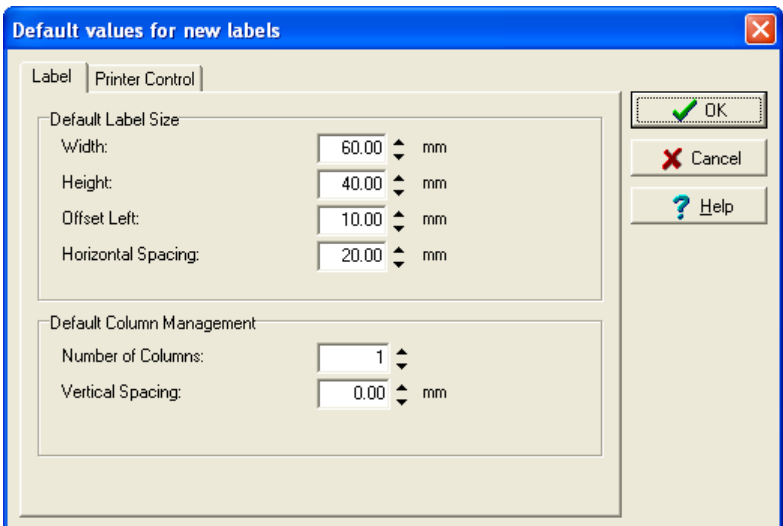 Default values for new labels
Label Printer Control
Default Label Size
Width: 60.00 mm
Height: 40.00 mm
Offset Left: 10.00 mm
Horizontal Spacing: 20.00 mm
Default Column Management
Number of Columns: 1
Vertical Spacing: 0.00 mm
OK
Cancel
Help